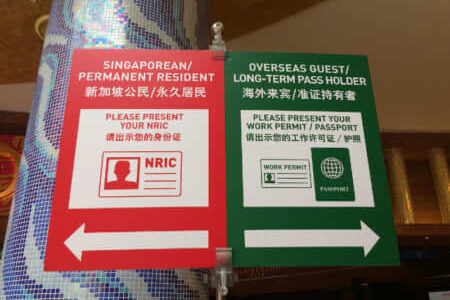 SINGAPOREAN/
PERMANENT RESIDENT
新加坡公民/永久居民
PLEASE PRESENT
YOUR NRIC
请出示您的身份证
NRIC
OVERSEAS GUEST/
LONG-TERM PASS HOLDER
海外来宾/准证持有者
PLEASE PRESENT YOUR
WORK PERMIT / PASSPORT
请出示您的工作许可证 / 护照
WORK PERMIT
PASSPORT